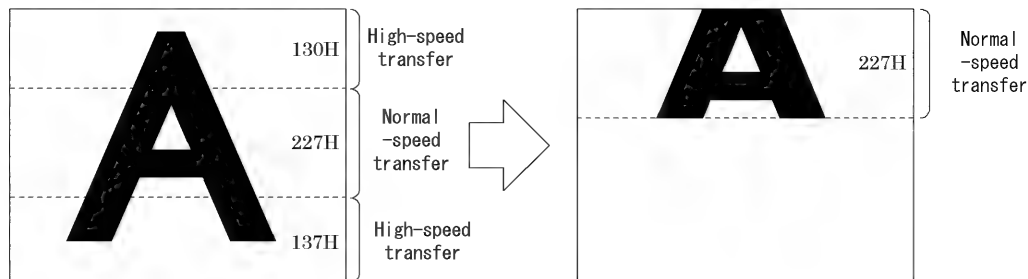 130H
High-speed
transfer
A
227H
Normal
-speed
transfer
137H
High-speed
transfer
A
227H
Normal
-speed
transfer